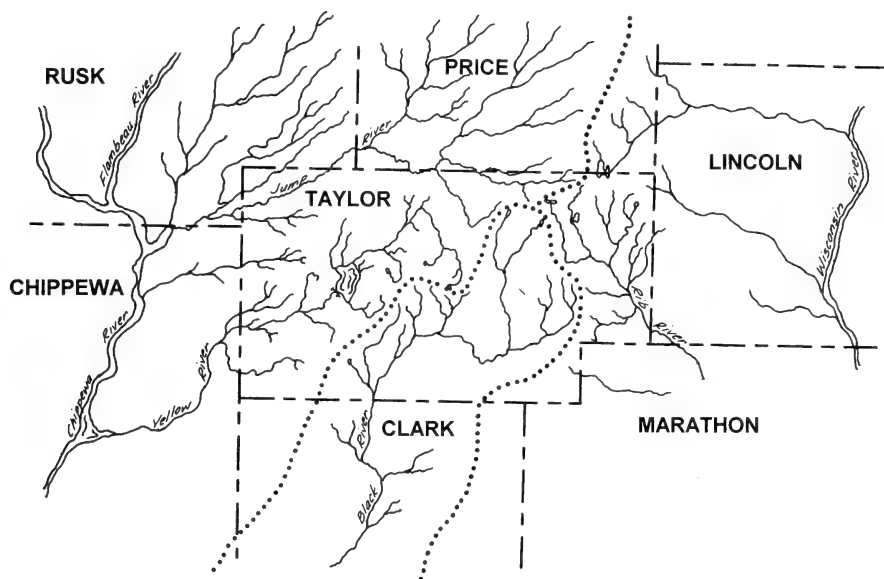 RUSK
PRICE
Flambeau River
LINCOLN
Jump River
TAYLOR
Wisconsin River
CHIPPEWA
Chippewa River
Rib River
Yellow River
CLARK
MARATHON
Black River